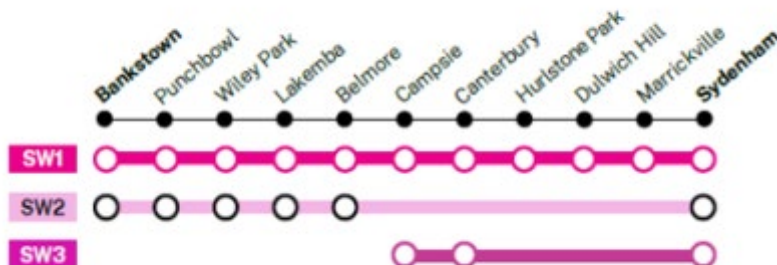 Bankstown
Punchbowl
Wiley Park
Lakemba
Belmore
Campsie
Canterbury
Hurlstone Park
Dulwich Hill
Marrickville
Sydenham
SW1
SW2
SW3